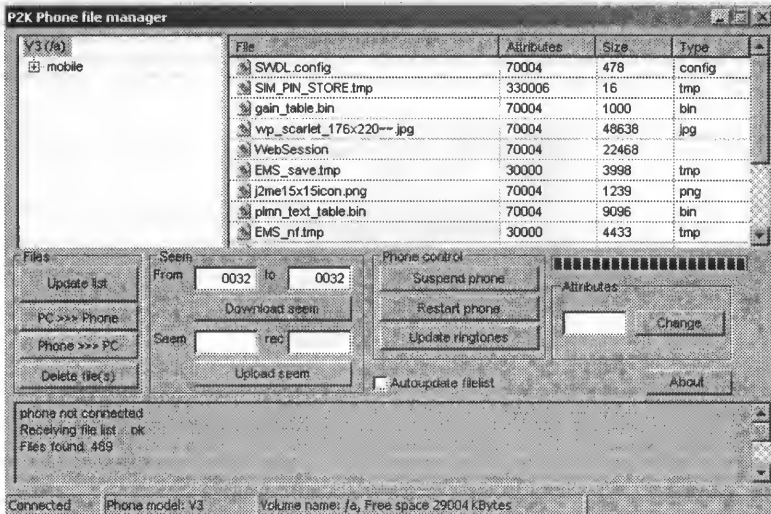 P2K Phone file manager
V3 (/a)
mobile
File Attributes Size Type
SWDL.config 70004 478 config
SIM_PIN_STORE.tmp 330006 16 tmp
gain_table.bin 70004 1000 bin
wp_scarlet_176x220~~.jpg 70004 48638 jpg
WebSession 70004 22468
EMS_save.tmp 30000 3998 tmp
j2me15x15icon.png 70004 1239 png
plmn_text_table.bin 70004 9096 bin
EMS_nf.tmp 30000 4433 tmp
Files
Update list
PC >>> Phone
Phone >>> PC
Delete file(s)
Seem
From 0032 to 0032
Download seem
Seem rec
Upload seem
Phone control
Suspend phone
Restart phone
Update ringtones
Autoupdate filelist
Attributes
Change
About
phone not connected
Receiving file list... ok
Files found: 489
Connected Phone model: V3 Volume name: /a, Free space 29004 KBytes